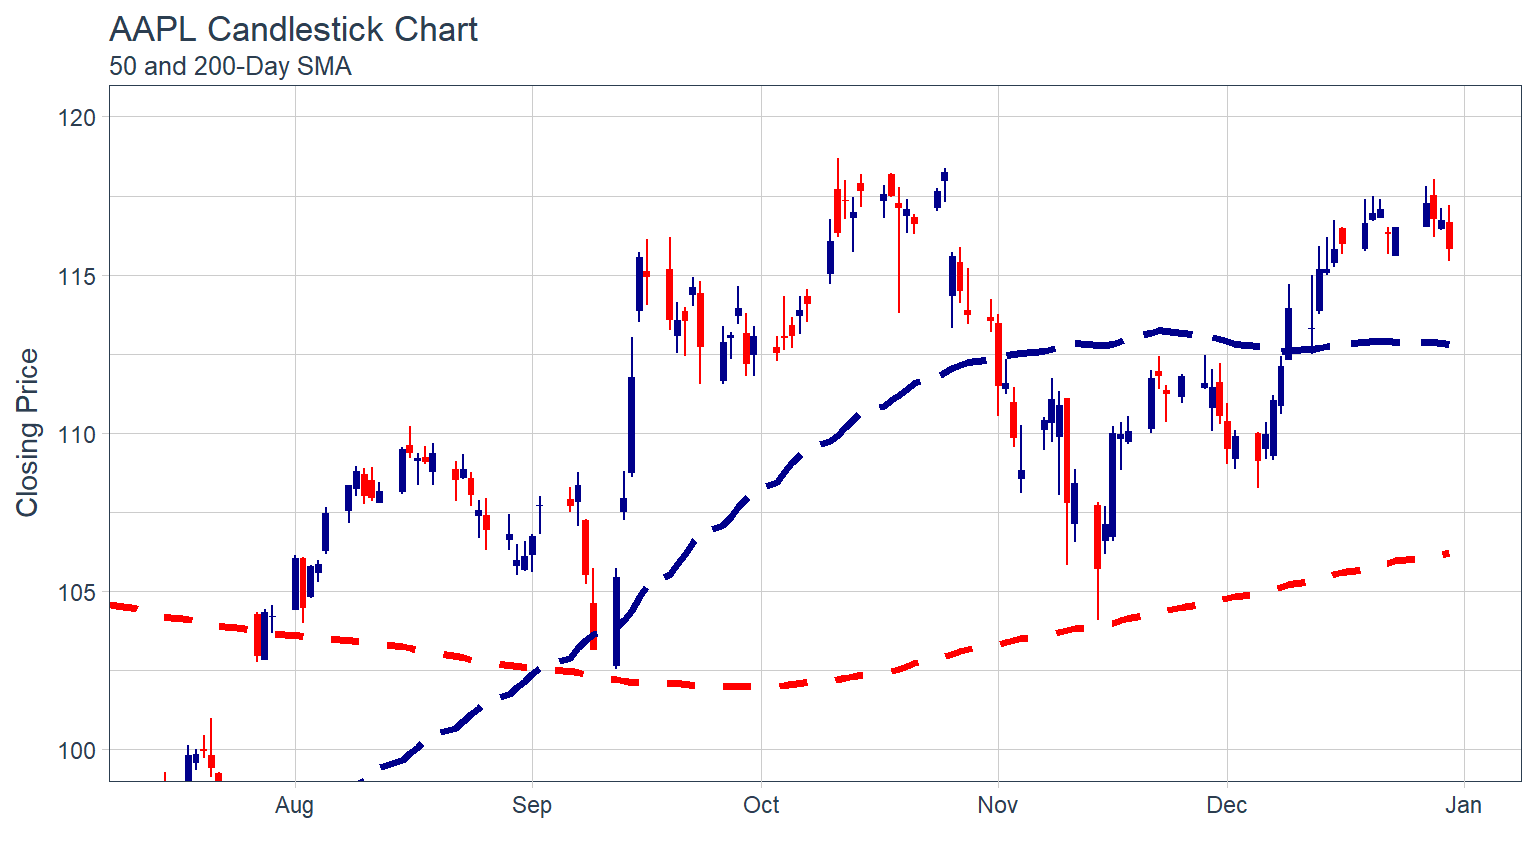 AAPL Candlestick Chart
50 and 200-Day SMA
Closing Price
120
115
110
105
100
Aug Sep Oct Nov Dec Jan